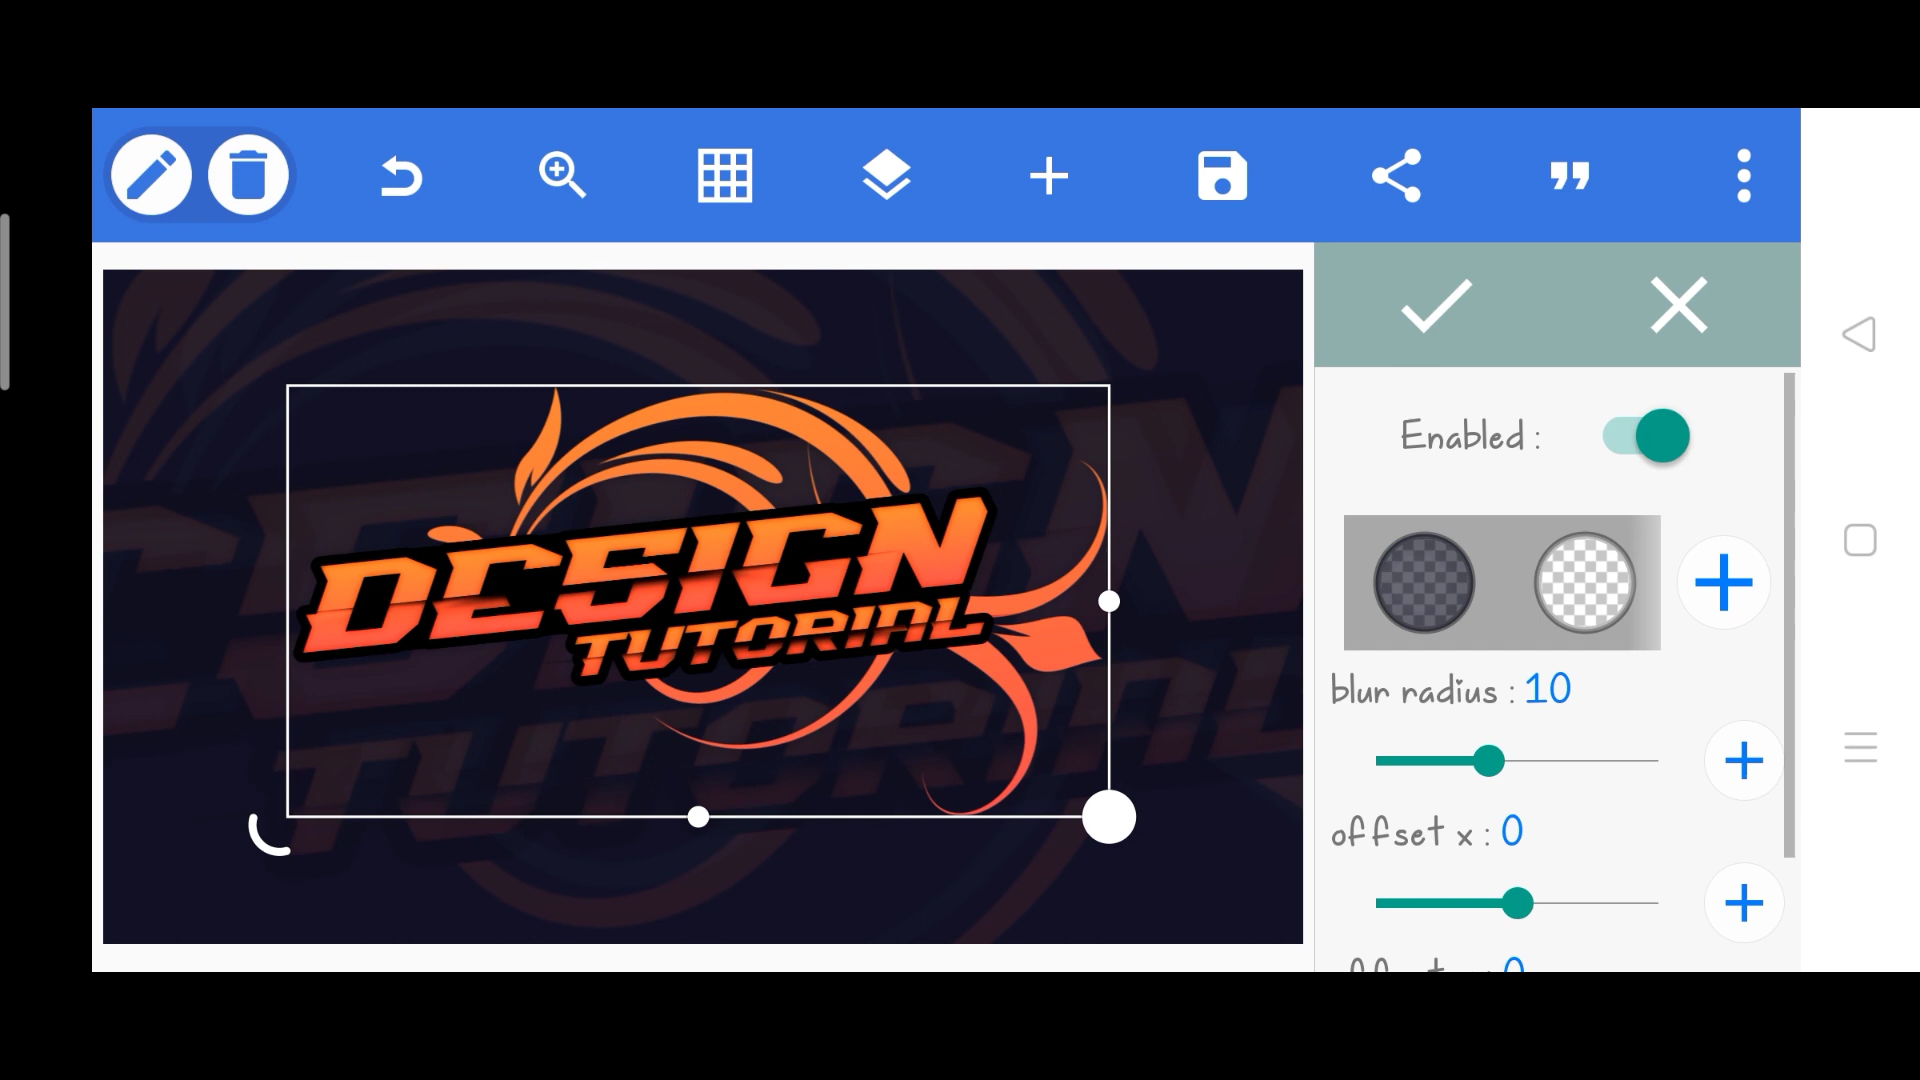 Enabled :
DESIGN
TUTORIAL
blur radius : 10
offset x : 0